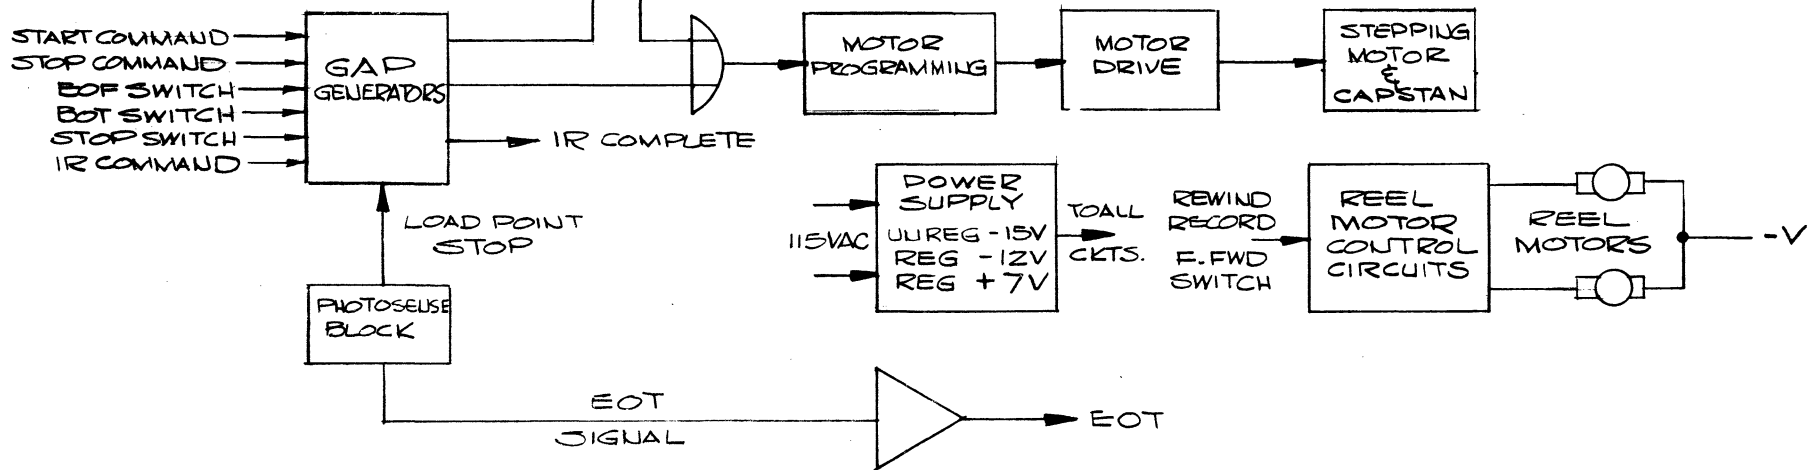 START COMMAND
STOP COMMAND
EOF SWITCH
BOT SWITCH
STOP SWITCH
IR COMMAND
GAP
GENERATORS
IR COMPLETE
LOAD POINT
STOP
PHOTOSENSE
BLOCK
EOT
SIGNAL
EOT
MOTOR
PROGRAMMING
MOTOR
DRIVE
STEPPING
MOTOR
&
CAPSTAN
115VAC
POWER
SUPPLY
UNREG -15V
REG -12V
REG +7V
TO ALL
CKTS.
REWIND
RECORD
F. FWD
SWITCH
REEL
MOTOR
CONTROL
CIRCUITS
REEL
MOTORS
-V